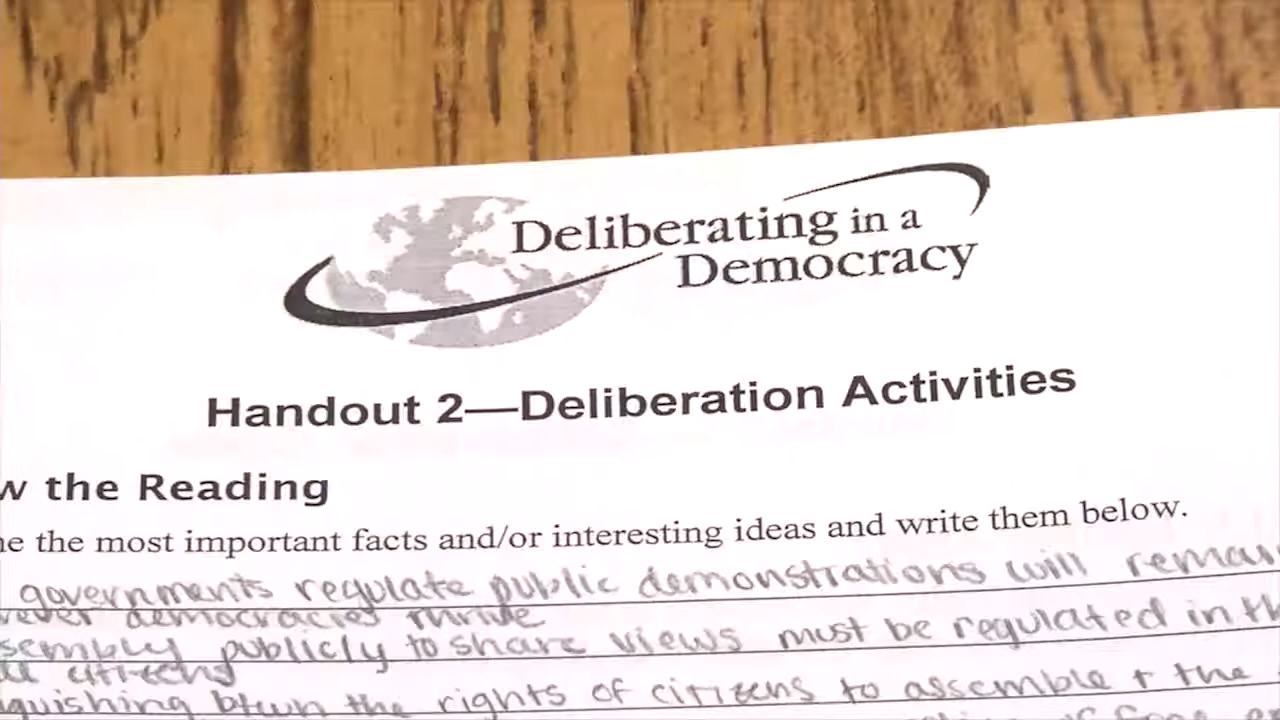 Deliberating in a
Democracy
Handout 2—Deliberation Activities
w the Reading
ne the most important facts and/or interesting ideas and write them below.
governments regulate public demonstrations will remai
democracies thrive
sembly publicly to share views must be regulated in th
citizens
guishing btwn the rights of citizens to assemble + the